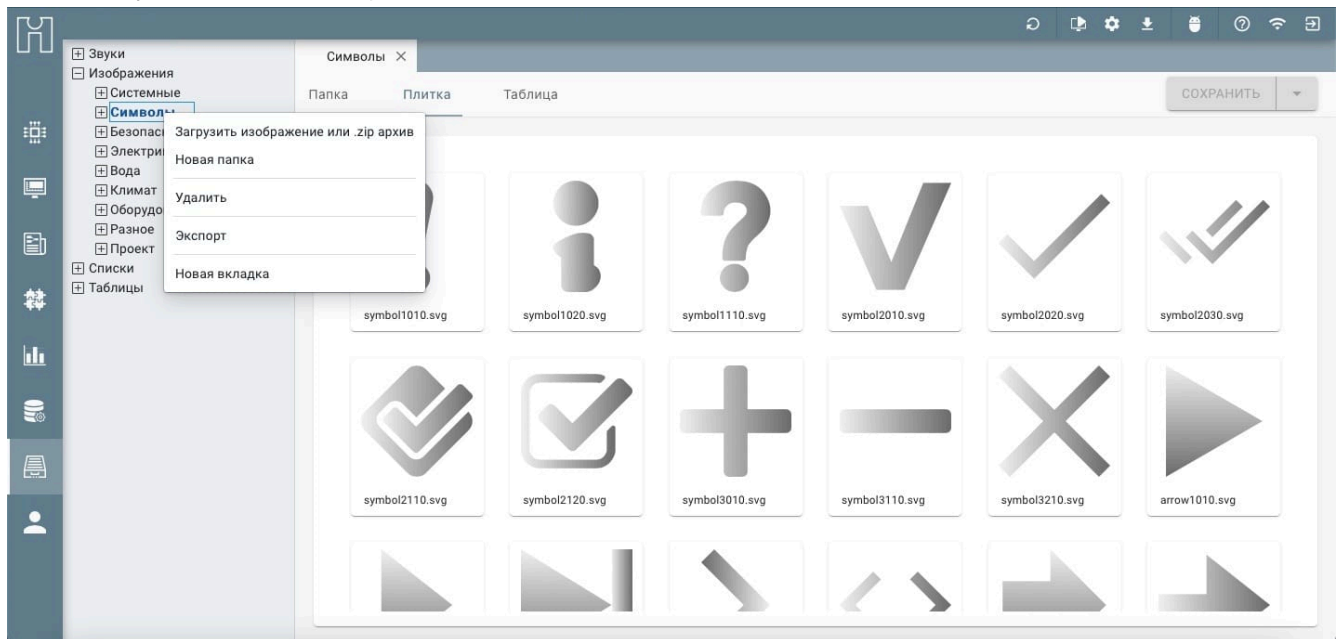 Звуки
Изображения
Системные
Символы
Загрузить изображение или .zip архив
Новая папка
Удалить
Экспорт
Новая вкладка
Вода
Климат
Разное
Проект
Списки
Таблицы
Символы
Папка Плитка Таблица
СОХРАНИТЬ
symbol1010.svg symbol1020.svg symbol1110.svg symbol2010.svg symbol2020.svg symbol2030.svg
symbol2110.svg symbol2120.svg symbol3010.svg symbol3110.svg symbol3210.svg arrow1010.svg